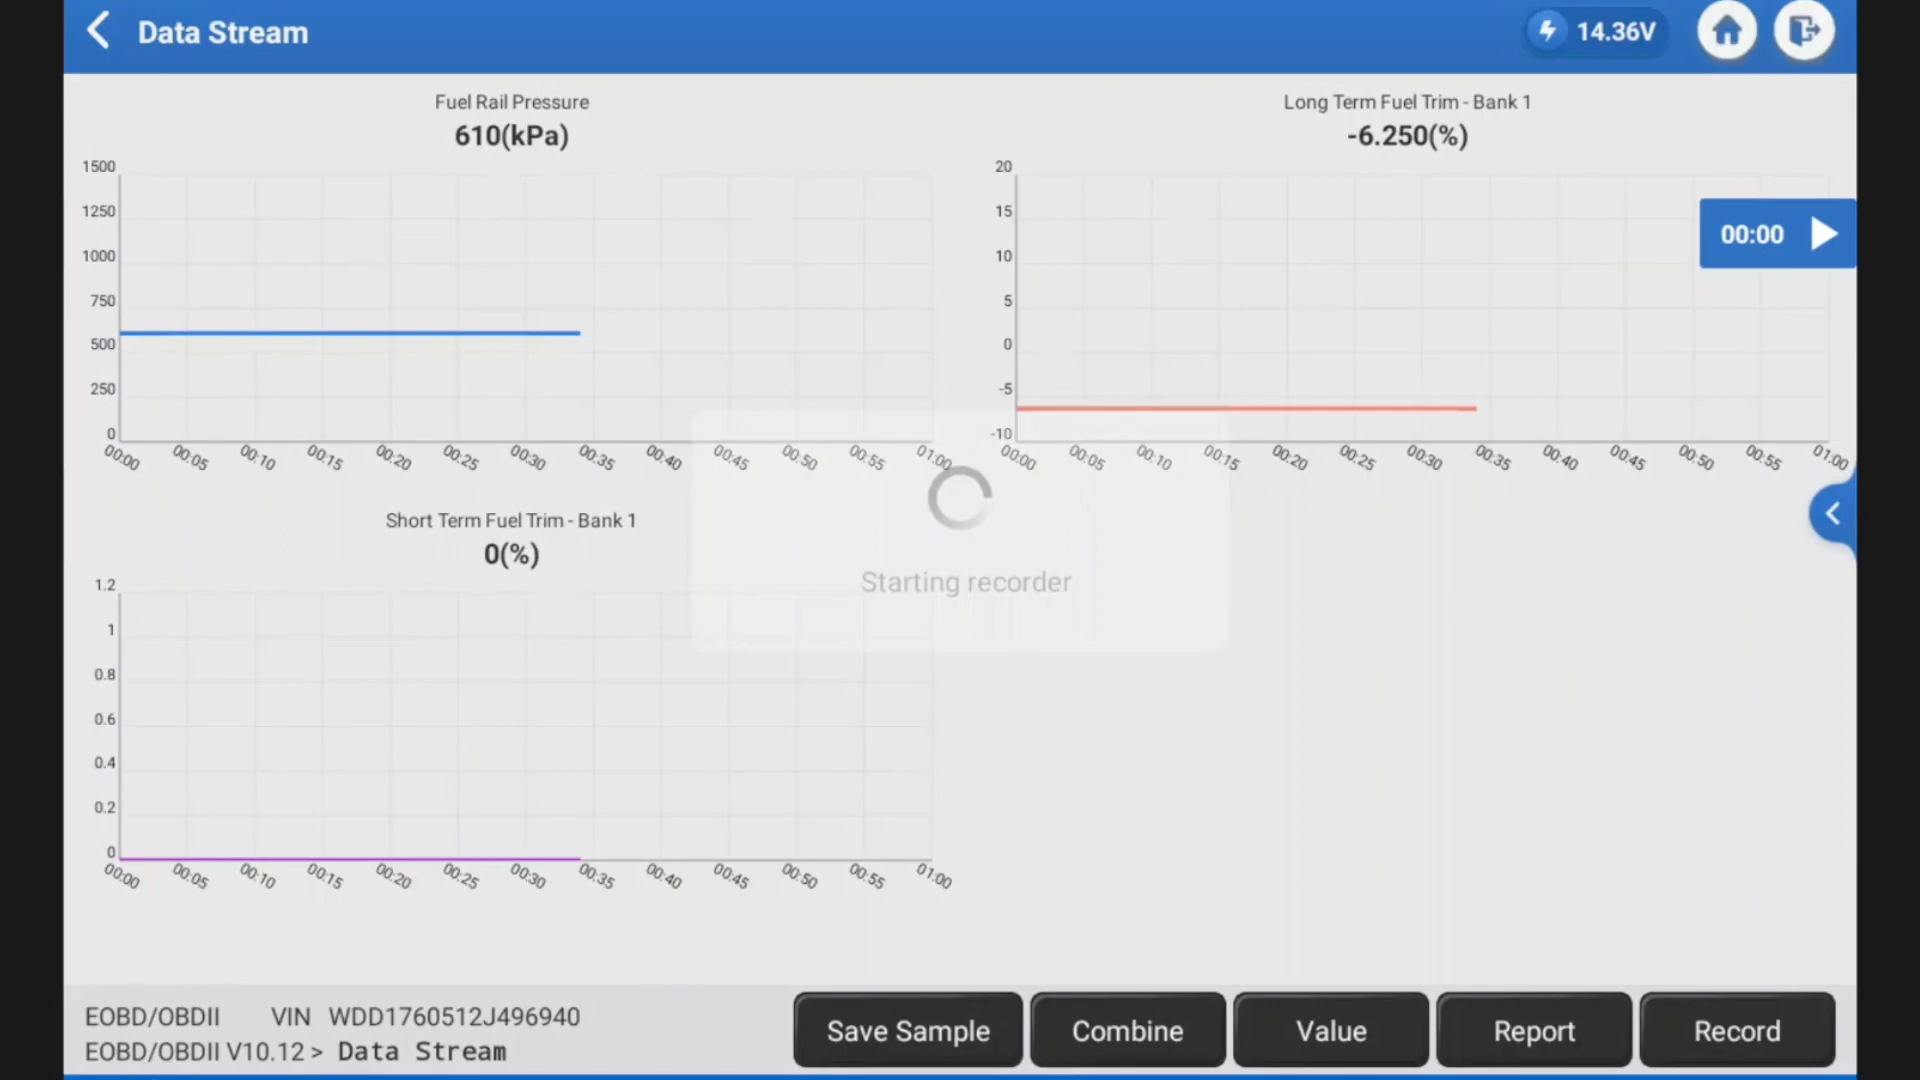 Data Stream
14.36V
Fuel Rail Pressure
610(kPa)
1500
1250
1000
750
500
250
0
00:00 00:05 00:10 00:15 00:20 00:25 00:30 00:35 00:40 00:45 00:50 00:55 01:00
Long Term Fuel Trim - Bank 1
-6.250(%)
20
15
10
5
0
-5
-10
00:00 00:05 00:10 00:15 00:20 00:25 00:30 00:35 00:40 00:45 00:50 00:55 01:00
00:00
Starting recorder
Short Term Fuel Trim - Bank 1
0(%)
1.2
1
0.8
0.6
0.4
0.2
0
00:00 00:05 00:10 00:15 00:20 00:25 00:30 00:35 00:40 00:45 00:50 00:55 01:00
EOBD/OBDII VIN WDD1760512J496940
EOBD/OBDII V10.12 > Data Stream
Save Sample
Combine
Value
Report
Record